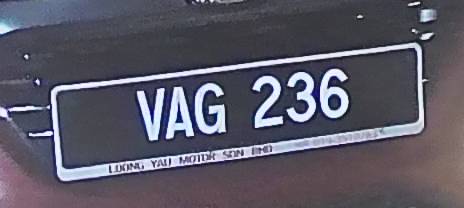 VAG 236
LOONG YAU MOTOR SDN BHD